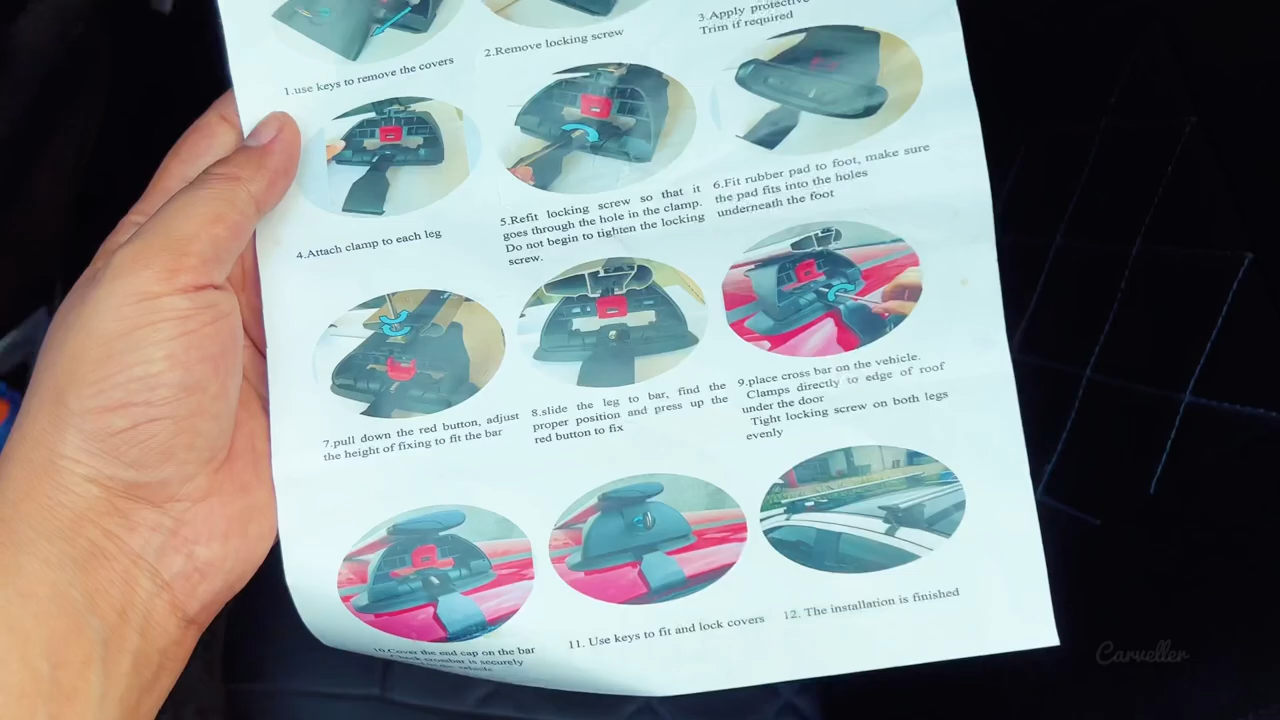 1.use keys to remove the covers
2.Remove locking screw
3.Apply protective
Trim if required
4.Attach clamp to each leg
5.Refit locking screw so that it
goes through the hole in the clamp.
Do not begin to tighten the locking
screw.
6.Fit rubber pad to foot, make sure
the pad fits into the holes
underneath the foot
7.pull down the red button, adjust
the height of fixing to fit the bar
8.slide the leg to bar, find the
proper position and press up the
red button to fix
9.place cross bar on the vehicle.
Clamps directly to edge of roof
under the door
Tight locking screw on both legs
evenly
10.Cover the end cap on the bar
Check crossbar is securely
the vehicle
11. Use keys to fit and lock covers
12. The installation is finished
Carveller